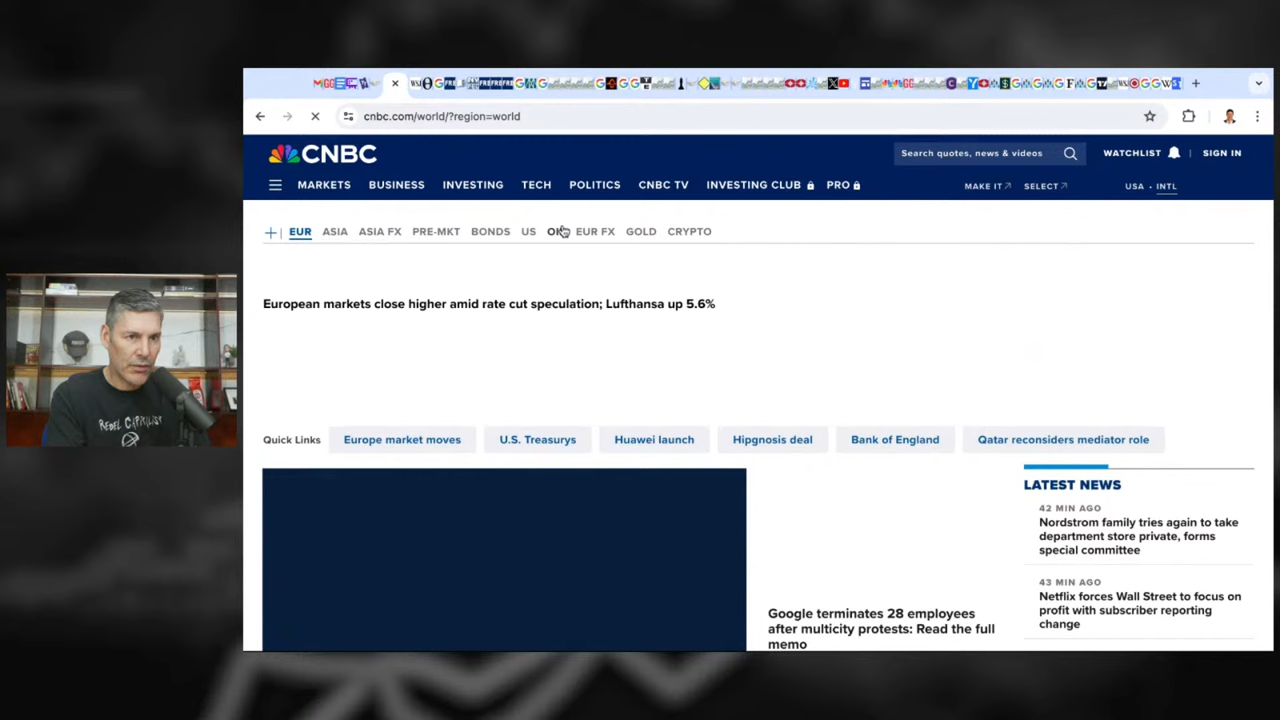 cnbc.com/world/?region=world
CNBC
Search quotes, news & videos
WATCHLIST
SIGN IN
MARKETS BUSINESS INVESTING TECH POLITICS CNBC TV INVESTING CLUB PRO
MAKE IT SELECT
USA • INTL
EUR ASIA ASIA FX PRE-MKT BONDS US EUR FX GOLD CRYPTO
European markets close higher amid rate cut speculation; Lufthansa up 5.6%
Quick Links Europe market moves U.S. Treasurys Huawei launch Hipgnosis deal Bank of England Qatar reconsiders mediator role
Google terminates 28 employees
after multicity protests: Read the full
memo
LATEST NEWS
42 MIN AGO
Nordstrom family tries again to take
department store private, forms
special committee
43 MIN AGO
Netflix forces Wall Street to focus on
profit with subscriber reporting
change
REBEL CAPITALIST